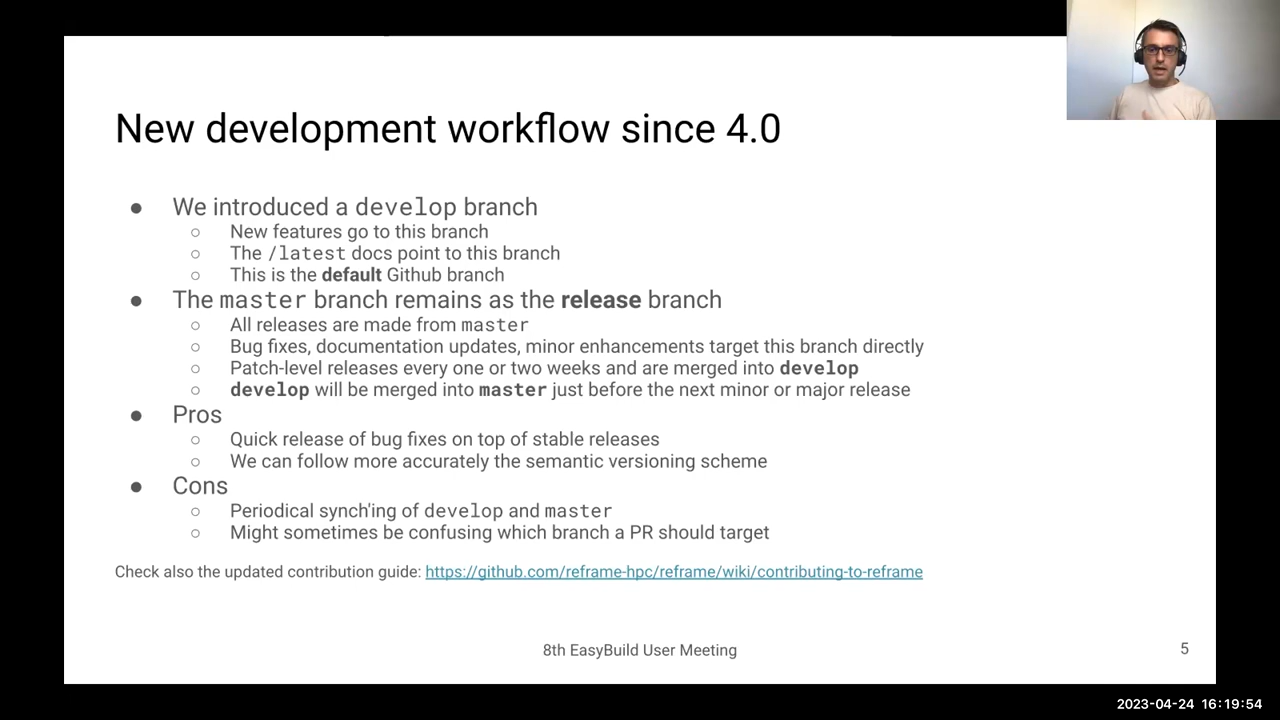 New development workflow since 4.0
● We introduced a develop branch
○ New features go to this branch
○ The /latest docs point to this branch
○ This is the default Github branch
● The master branch remains as the release branch
○ All releases are made from master
○ Bug fixes, documentation updates, minor enhancements target this branch directly
○ Patch-level releases every one or two weeks and are merged into develop
○ develop will be merged into master just before the next minor or major release
● Pros
○ Quick release of bug fixes on top of stable releases
○ We can follow more accurately the semantic versioning scheme
● Cons
○ Periodical synch'ing of develop and master
○ Might sometimes be confusing which branch a PR should target
Check also the updated contribution guide: https://github.com/reframe-hpc/reframe/wiki/contributing-to-reframe
8th EasyBuild User Meeting
5
2023-04-24 16:19:54